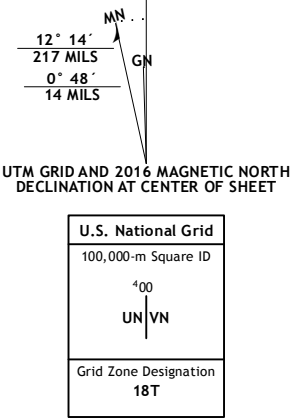 MN
12° 14´
217 MILS
GN
0° 48´
14 MILS
UTM GRID AND 2016 MAGNETIC NORTH
DECLINATION AT CENTER OF SHEET
U.S. National Grid
100,000-m Square ID
⁴00
UN VN
Grid Zone Designation
18T